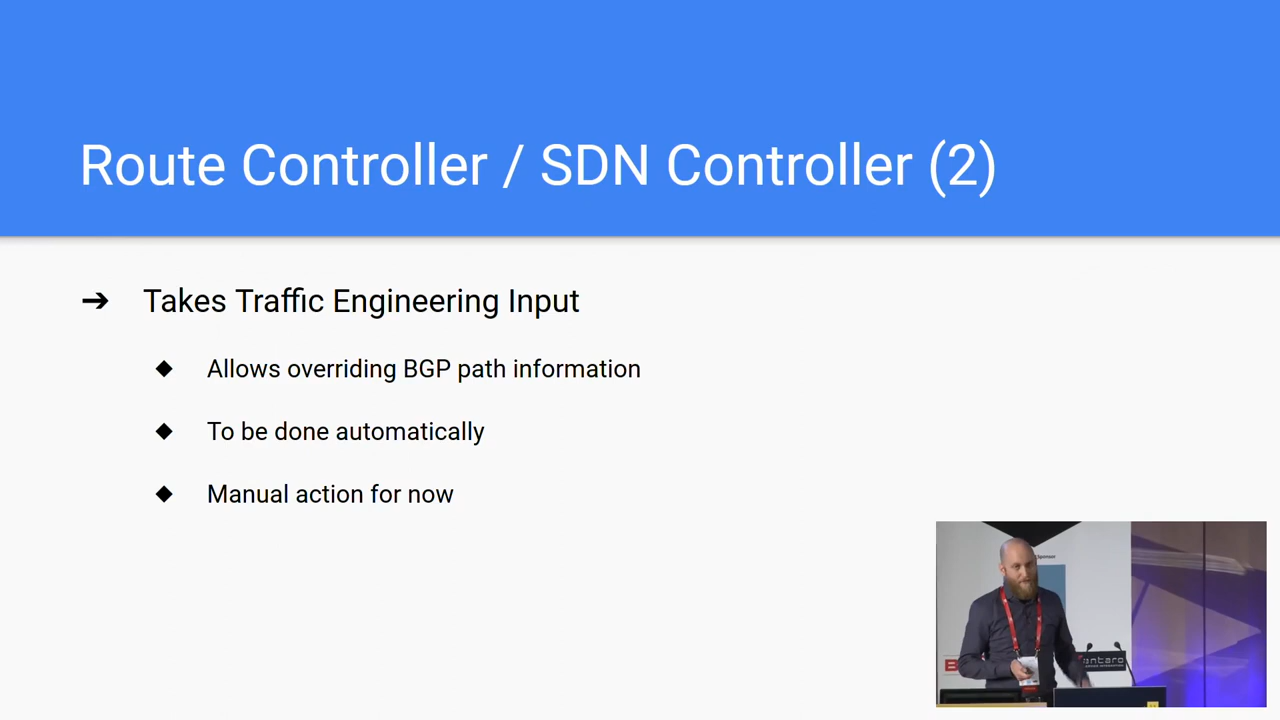 Route Controller / SDN Controller (2)
➔ Takes Traffic Engineering Input
◆ Allows overriding BGP path information
◆ To be done automatically
◆ Manual action for now
Sponsor